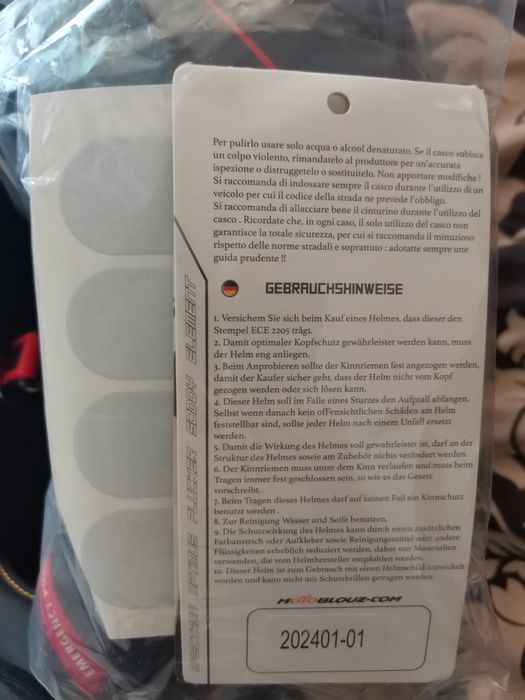 Per pulirlo usare solo acqua o alcol denaturato. Se il casco subisce
un colpo violento, rimandatelo al produttore per un'accurata
ispezione o distruggetelo o sostituitelo. Non apportare modifiche !
Si raccomanda di indossare sempre il casco durante l'utilizzo di un
veicolo per cui il codice della strada ne prevede l'obbligo.
Si raccomanda di allacciare bene il cinturino durante l'utilizzo del
casco . Ricordate che, in ogni caso, il solo utilizzo del casco non
garantisce la totale sicurezza, per cui si raccomanda il minuzioso
rispetto delle norme stradali e soprattuto : adottate sempre una
guida prudente !!
GEBRAUCHSHINWEISE
1. Versichem Sie sich beim Kauf eines Helmes, dass dieser den
Stempel ECE 2205 trägt.
2. Damit optimaler Kopfschutz gewährleistet werden kann, muss
der Helm eng anliegen.
3. Beim Anprobieren sollte der Kinnriemen fest angezogen werden,
damit der Kaufer sicher geht, dass der Helm nicht vom Kopf
gezogen werden oder sich lösen kann.
4. Dieser Helm soll im Falle eines Sturzes den Aufprall abfangen.
Selbst wenn danach kein offensichtlichen Schäden am Helm
feststellbar sind, sollte jeder Helm nach einem Unfall ersetzt
werden.
5. Damit die Wirkung des Helmes voll gewahrleistet ist, darf an der
Struktur des Helmes sowie am Zubehör nichts verändert werden.
6. Der Kinnriemen muss unter dem Kinn verlaufen und muss beim
Tragen immer fest geschlossen sein, so wie es das Gesetz
vorschreibt.
7. Beim Tragen dieses Helmes darf auf keinen Fail ein Kinnschutz
benutz werden .
8. Zur Reinigung Wasser und Seife benutzen.
9. Die Schutzwirkung des Helmes kann durch einen zusätzlichen
Farbanstrich oder Aufkleber sowie Reinigungsmittel oder andere
Flüssigkeiten erheblich reduziert werden, daher nur Materialien
verwenden, die vom Helmhersteller empfohlen werden.
10. Dieser Helm ist zum Gebrauch mit einen Helmschild entwickelt
worden und kann nicht mit Schutzbrillen getragen werden.
MOTOBLOUZ.COM
202401-01
ELEMENT
EMERGENCY